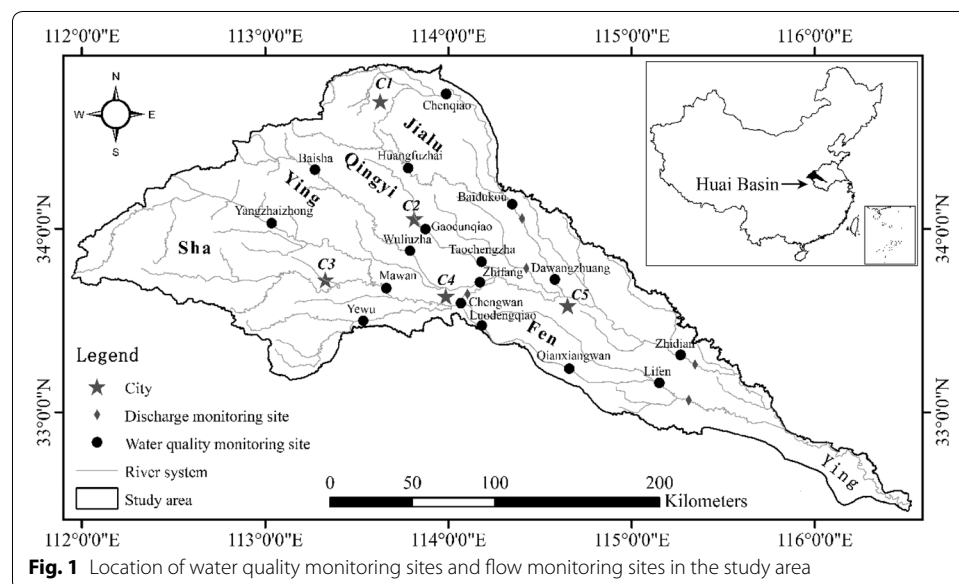 112°0'0"E 113°0'0"E 114°0'0"E 115°0'0"E 116°0'0"E
N
W E
S
C1
Chenqiao
Jialu
Huangfuzhai
Baisha
Qingyi
Ying
Baidukou
Yangzhaizhong
C2
Gaocunqiao
Wuliuzha
Sha
Taochengzha
C3
Zhifang
Dawangzhuang
Mawan
C4
C5
Chengwan
Yewu
Luodengqiao
Fen
Zhidian
Qianxiangwan
Lifen
Ying
Huai Basin
34°0'0"N
33°0'0"N
34°0'0"N
33°0'0"N
Legend
City
Discharge monitoring site
Water quality monitoring site
River system
Study area
0 50 100 200
Kilometers
112°0'0"E 113°0'0"E 114°0'0"E 115°0'0"E 116°0'0"E
Fig. 1 Location of water quality monitoring sites and flow monitoring sites in the study area